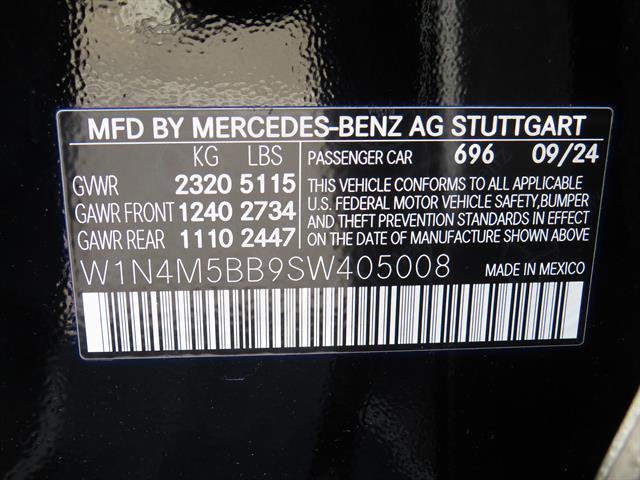 MFD BY MERCEDES-BENZ AG STUTTGART
KG LBS
GVWR 2320 5115
GAWR FRONT 1240 2734
GAWR REAR 1110 2447
PASSENGER CAR 696 09/24
THIS VEHICLE CONFORMS TO ALL APPLICABLE
U.S. FEDERAL MOTOR VEHICLE SAFETY,BUMPER
AND THEFT PREVENTION STANDARDS IN EFFECT
ON THE DATE OF MANUFACTURE SHOWN ABOVE
W1N4M5BB9SW405008 MADE IN MEXICO